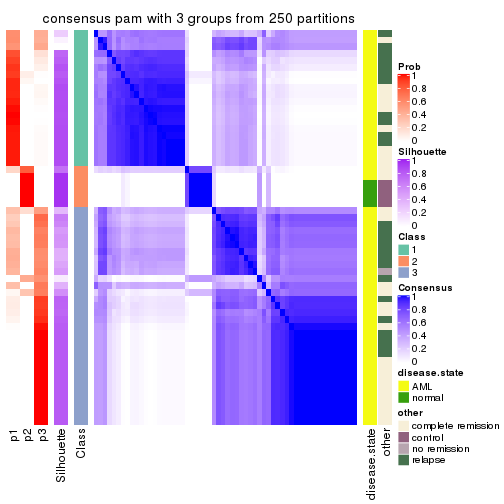 consensus pam with 3 groups from 250 partitions
Prob
1
0.8
0.6
0.4
0.2
0
Silhouette
1
0.8
0.6
0.4
0.2
0
Class
1
2
3
Consensus
1
0.8
0.6
0.4
0.2
0
disease.state
AML
normal
other
complete remission
control
no remission
relapse
p1
p2
p3
Silhouette
Class
disease.state
other